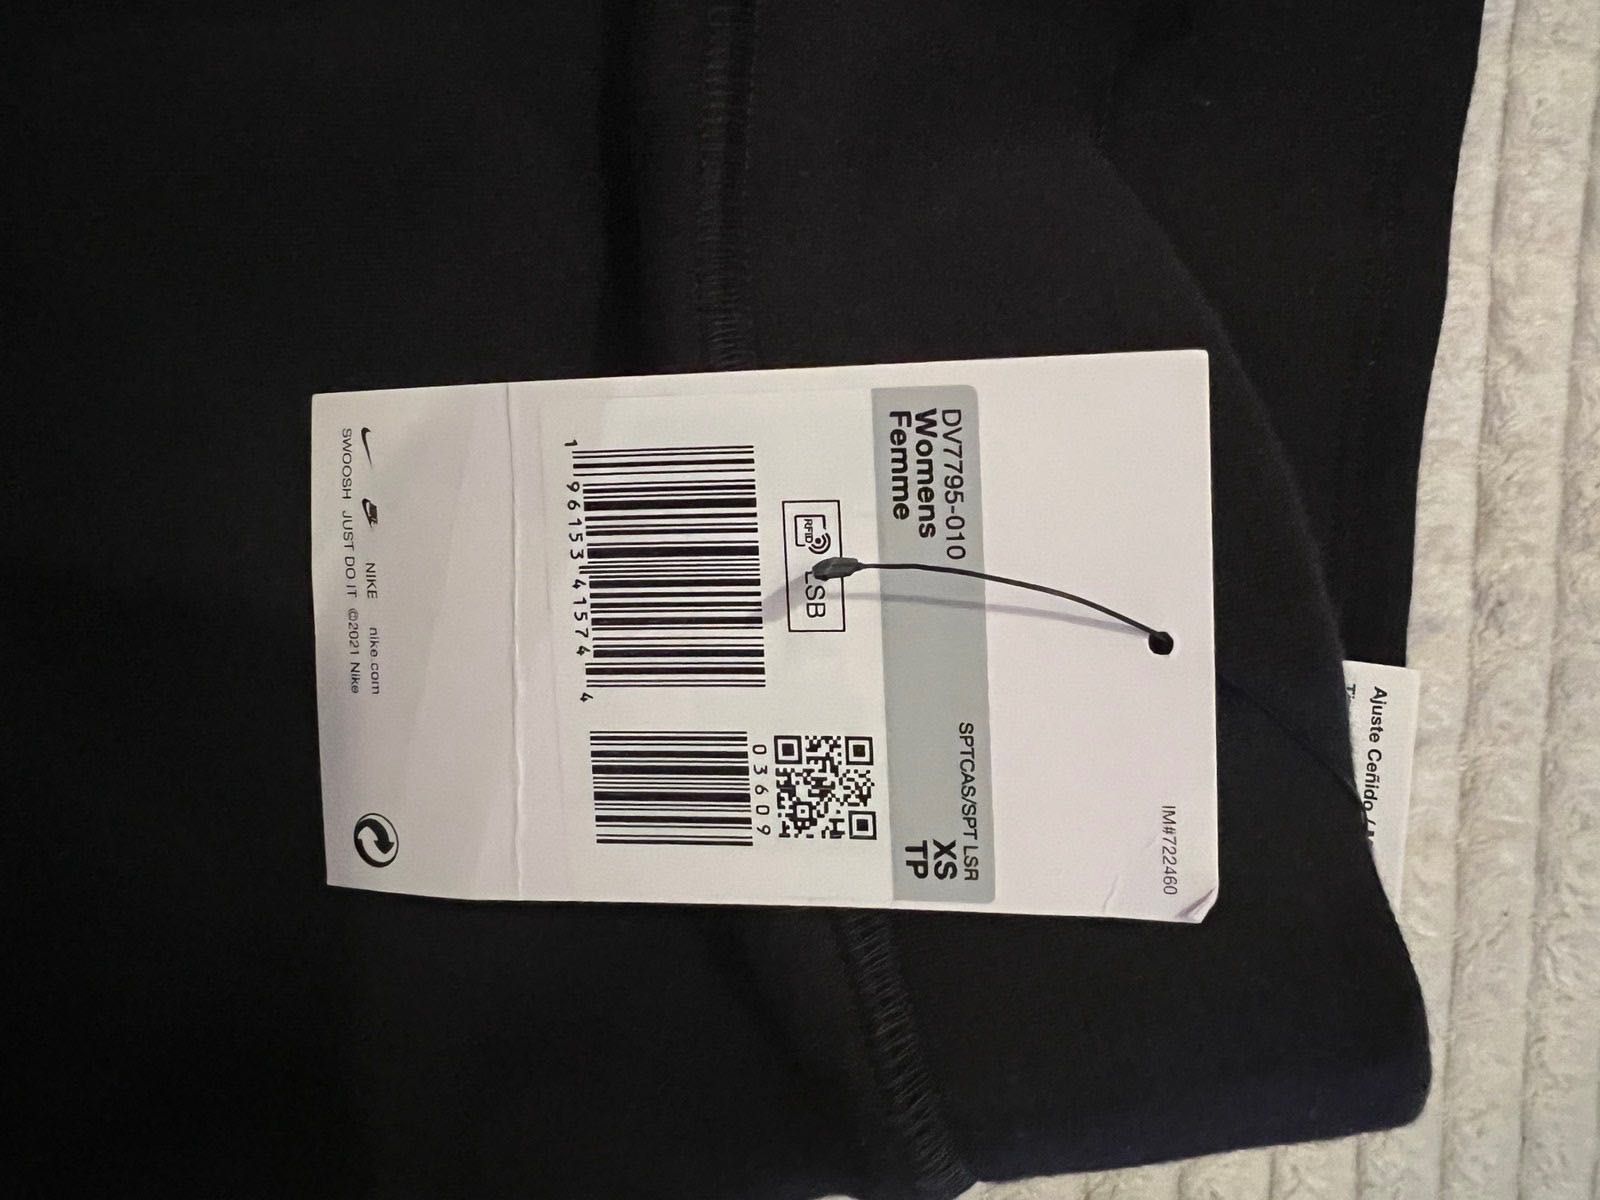 IM#722460
DV7795-010
SPTCAS/SPT LSR
Womens
XS
Femme
TP
RFID
LSB
03609
1 96153 41574 4
NIKE nike.com
SWOOSH JUST DO IT ©2021 Nike
Ajuste Ceñido /